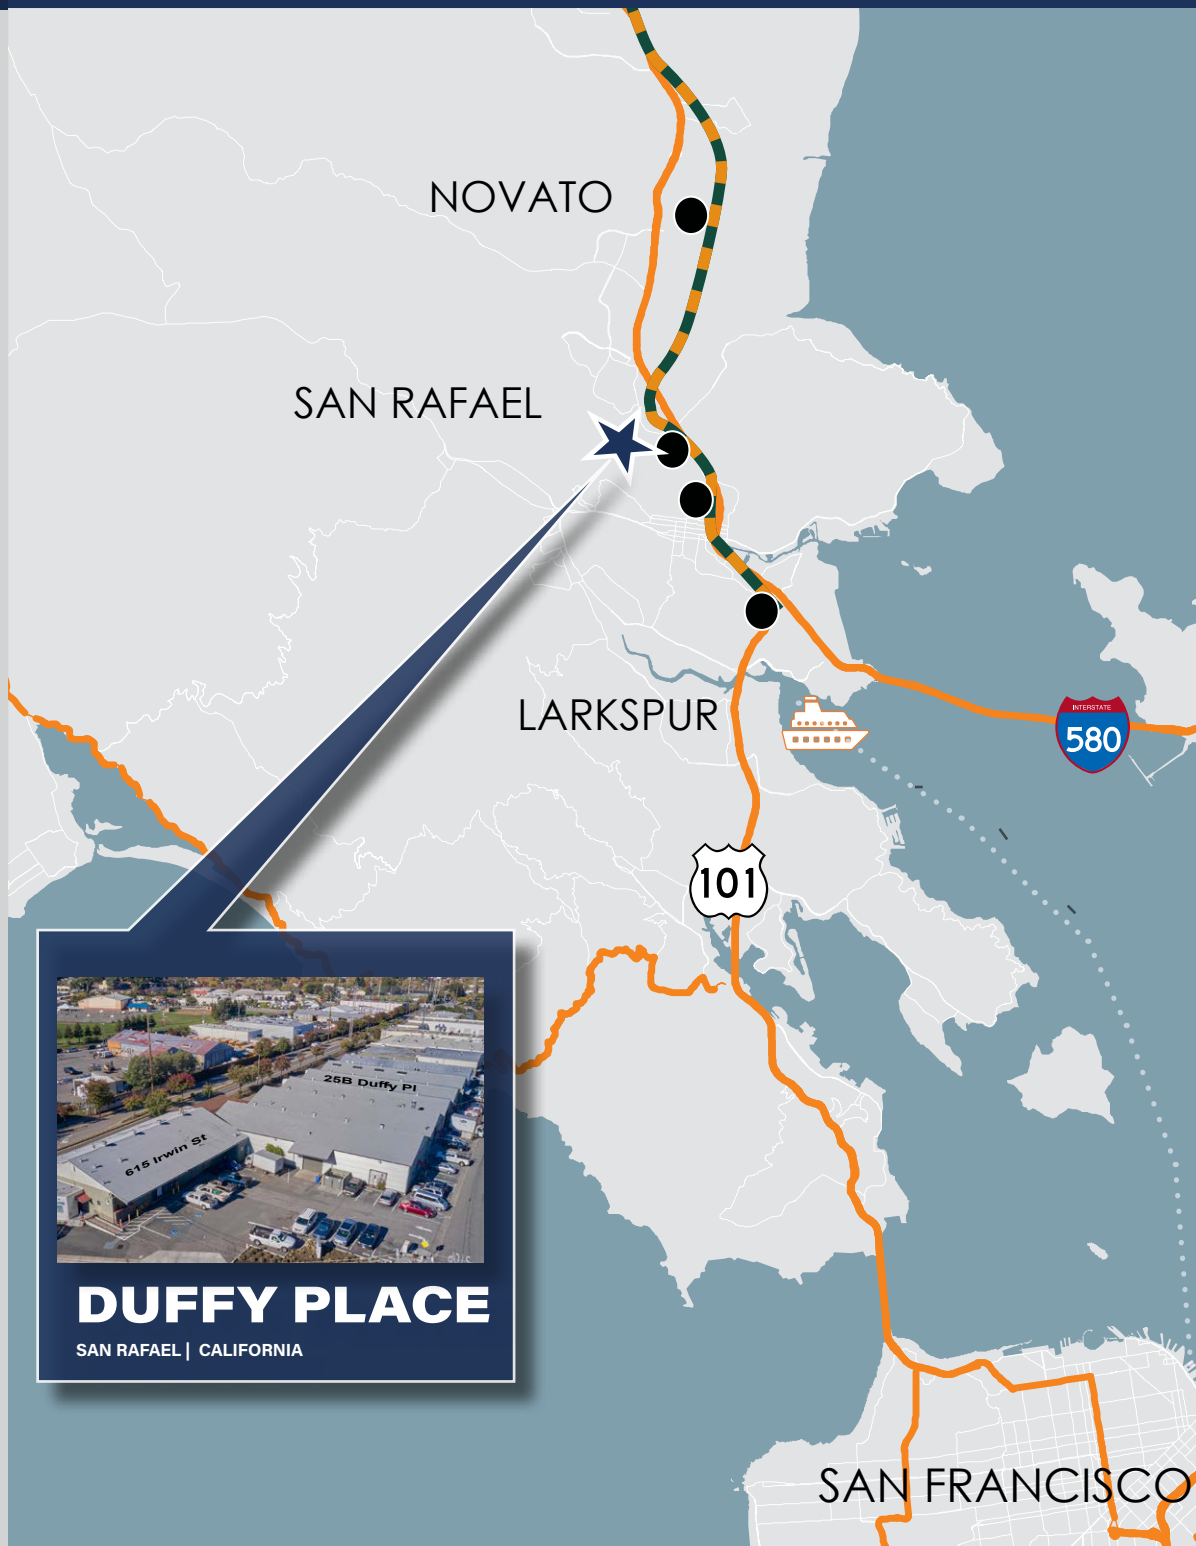 NOVATO
SAN RAFAEL
LARKSPUR
INTERSTATE
580
101
25B Duffy Pl
615 Irwin St
DUFFY PLACE
SAN RAFAEL | CALIFORNIA
SAN FRANCISCO